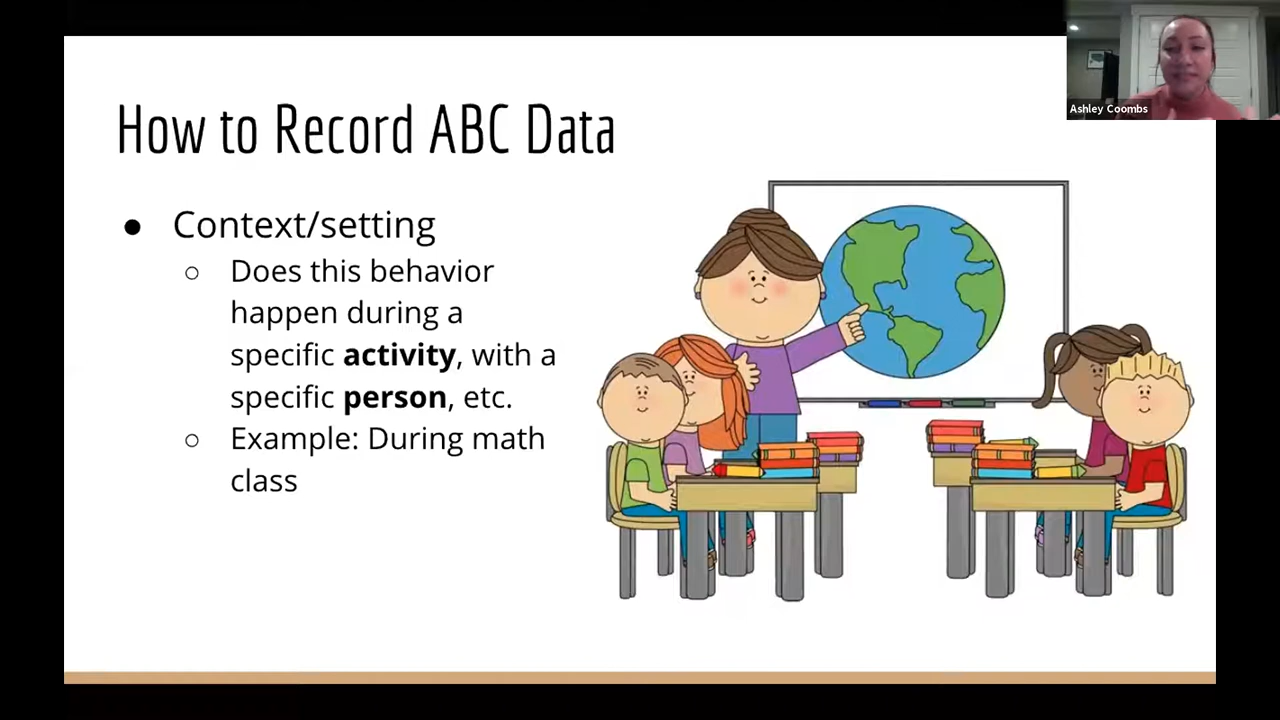 Ashley Coombs
How to Record ABC Data
● Context/setting
○ Does this behavior
happen during a
specific activity, with a
specific person, etc.
○ Example: During math
class